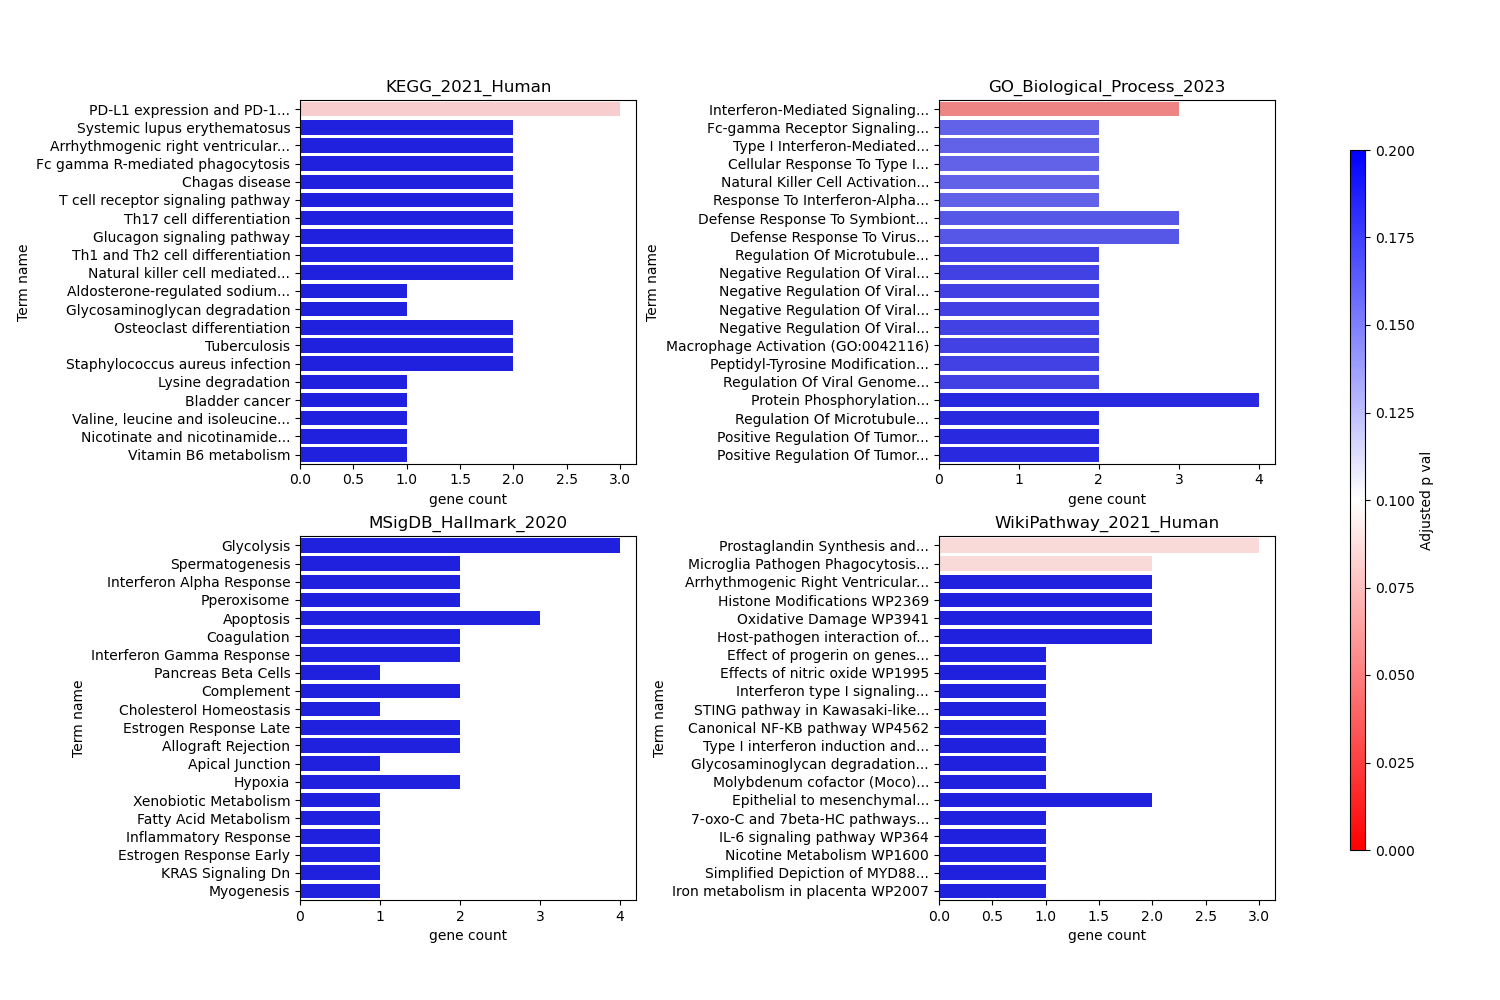 KEGG_2021_Human
Term name
PD-L1 expression and PD-1...
Systemic lupus erythematosus
Arrhythmogenic right ventricular...
Fc gamma R-mediated phagocytosis
Chagas disease
T cell receptor signaling pathway
Th17 cell differentiation
Glucagon signaling pathway
Th1 and Th2 cell differentiation
Natural killer cell mediated...
Aldosterone-regulated sodium...
Glycosaminoglycan degradation
Osteoclast differentiation
Tuberculosis
Staphylococcus aureus infection
Lysine degradation
Bladder cancer
Valine, leucine and isoleucine...
Nicotinate and nicotinamide...
Vitamin B6 metabolism
0.0 0.5 1.0 1.5 2.0 2.5 3.0
gene count
GO_Biological_Process_2023
Term name
Interferon-Mediated Signaling...
Fc-gamma Receptor Signaling...
Type I Interferon-Mediated...
Cellular Response To Type I...
Natural Killer Cell Activation...
Response To Interferon-Alpha...
Defense Response To Symbiont...
Defense Response To Virus...
Regulation Of Microtubule...
Negative Regulation Of Viral...
Negative Regulation Of Viral...
Negative Regulation Of Viral...
Negative Regulation Of Viral...
Macrophage Activation (GO:0042116)
Peptidyl-Tyrosine Modification...
Regulation Of Viral Genome...
Protein Phosphorylation...
Regulation Of Microtubule...
Positive Regulation Of Tumor...
Positive Regulation Of Tumor...
0 1 2 3 4
gene count
MSigDB_Hallmark_2020
Term name
Glycolysis
Spermatogenesis
Interferon Alpha Response
Pperoxisome
Apoptosis
Coagulation
Interferon Gamma Response
Pancreas Beta Cells
Complement
Cholesterol Homeostasis
Estrogen Response Late
Allograft Rejection
Apical Junction
Hypoxia
Xenobiotic Metabolism
Fatty Acid Metabolism
Inflammatory Response
Estrogen Response Early
KRAS Signaling Dn
Myogenesis
0 1 2 3 4
gene count
WikiPathway_2021_Human
Term name
Prostaglandin Synthesis and...
Microglia Pathogen Phagocytosis...
Arrhythmogenic Right Ventricular...
Histone Modifications WP2369
Oxidative Damage WP3941
Host-pathogen interaction of...
Effect of progerin on genes...
Effects of nitric oxide WP1995
Interferon type I signaling...
STING pathway in Kawasaki-like...
Canonical NF-KB pathway WP4562
Type I interferon induction and...
Glycosaminoglycan degradation...
Molybdenum cofactor (Moco)...
Epithelial to mesenchymal...
7-oxo-C and 7beta-HC pathways...
IL-6 signaling pathway WP364
Nicotine Metabolism WP1600
Simplified Depiction of MYD88...
Iron metabolism in placenta WP2007
0.0 0.5 1.0 1.5 2.0 2.5 3.0
gene count
0.200
0.175
0.150
0.125
0.100
0.075
0.050
0.025
0.000
Adjusted p val